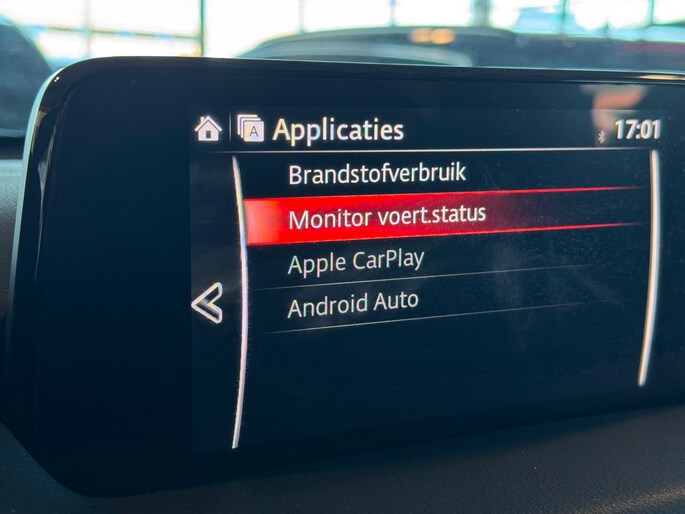 Applicaties 17:01
Brandstofverbruik
Monitor voert.status
Apple CarPlay
Android Auto